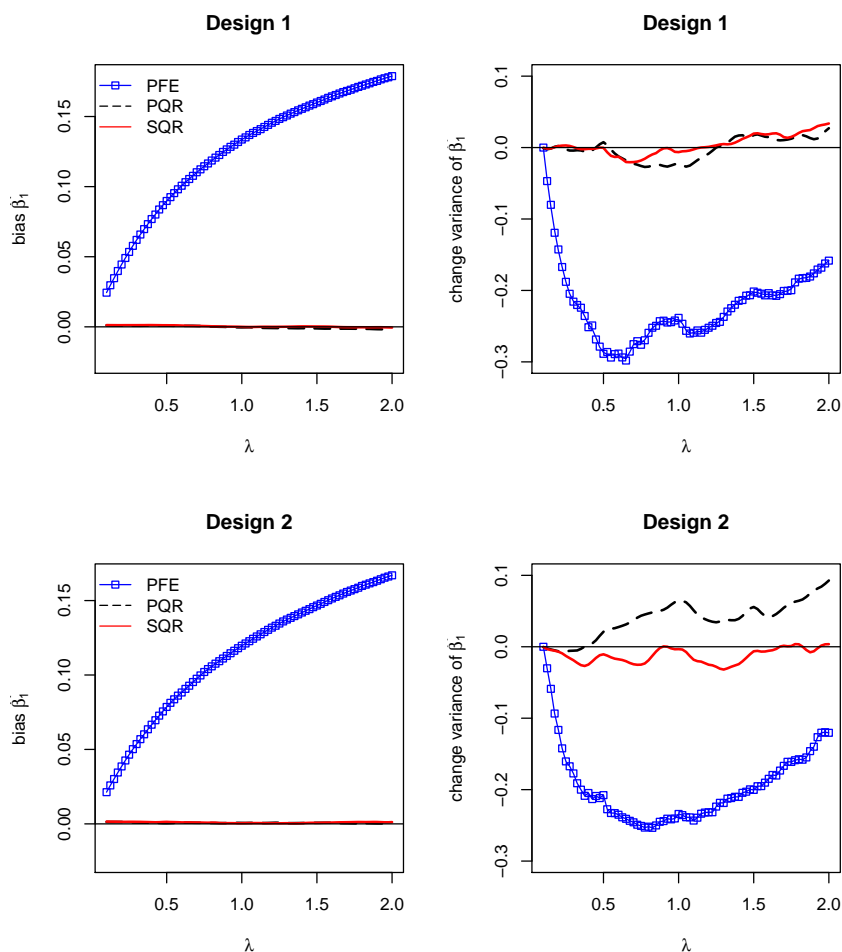 Design 1
bias β̂₁
0.00
0.05
0.10
0.15
PFE
PQR
SQR
0.5
1.0
1.5
2.0
λ
Design 1
change variance of β̂₁
−0.3
−0.2
−0.1
0.0
0.1
0.5
1.0
1.5
2.0
λ
Design 2
bias β̂₁
0.00
0.05
0.10
0.15
PFE
PQR
SQR
0.5
1.0
1.5
2.0
λ
Design 2
change variance of β̂₁
−0.3
−0.2
−0.1
0.0
0.1
0.5
1.0
1.5
2.0
λ